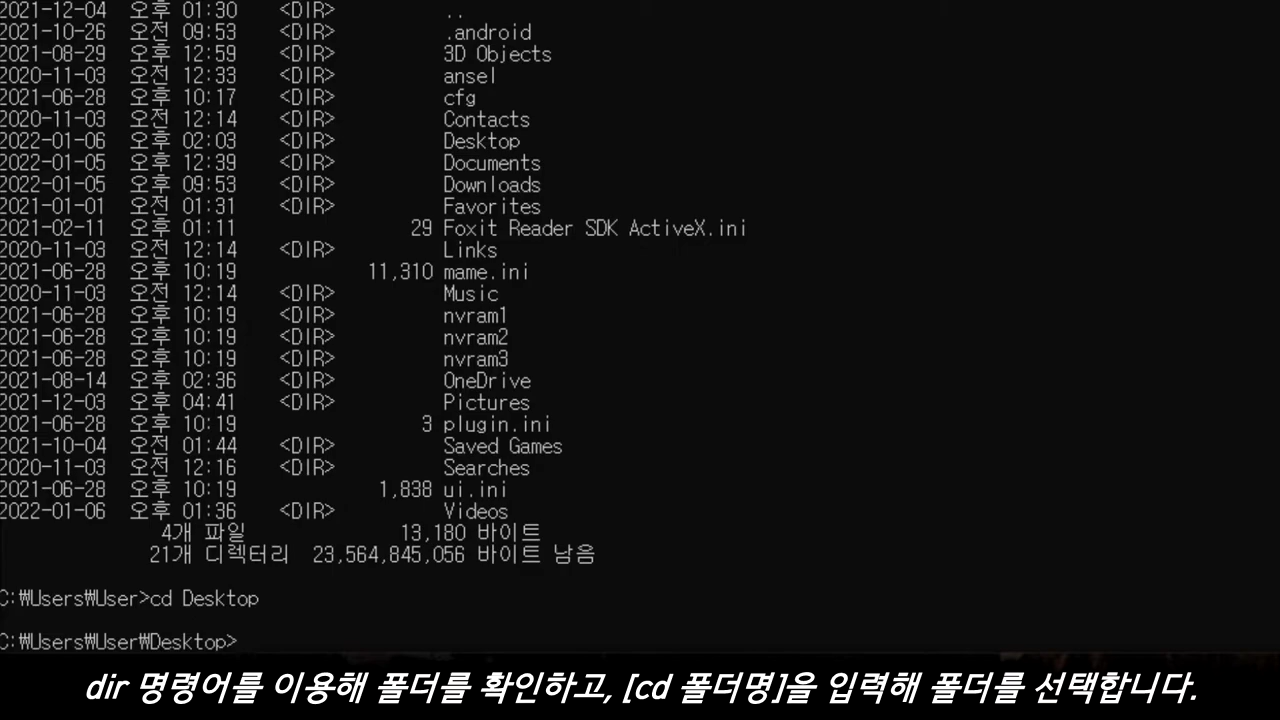 2021-12-04 오후 01:30 <DIR> ..
2021-10-26 오전 09:53 <DIR> .android
2021-08-29 오후 12:59 <DIR> 3D Objects
2020-11-03 오전 12:33 <DIR> ansel
2021-06-28 오후 10:17 <DIR> cfg
2020-11-03 오전 12:14 <DIR> Contacts
2022-01-06 오후 02:03 <DIR> Desktop
2022-01-05 오후 12:39 <DIR> Documents
2022-01-05 오후 09:53 <DIR> Downloads
2021-01-01 오후 01:31 <DIR> Favorites
2021-02-11 오후 01:11 29 Foxit Reader SDK ActiveX.ini
2020-11-03 오전 12:14 <DIR> Links
2021-06-28 오후 10:19 11,310 mame.ini
2020-11-03 오전 12:14 <DIR> Music
2021-06-28 오후 10:19 <DIR> nvram1
2021-06-28 오후 10:19 <DIR> nvram2
2021-06-28 오후 10:19 <DIR> nvram3
2021-08-14 오후 02:36 <DIR> OneDrive
2021-12-03 오후 04:41 <DIR> Pictures
2021-06-28 오후 10:19 3 plugin.ini
2021-10-04 오전 01:44 <DIR> Saved Games
2020-11-03 오전 12:16 <DIR> Searches
2021-06-28 오후 10:19 1,838 ui.ini
2022-01-06 오후 01:36 <DIR> Videos
4개 파일 13,180 바이트
21개 디렉터리 23,564,845,056 바이트 남음
C:₩Users₩User>cd Desktop
C:₩Users₩User₩Desktop>
dir 명령어를 이용해 폴더를 확인하고, [cd 폴더명]을 입력해 폴더를 선택합니다.